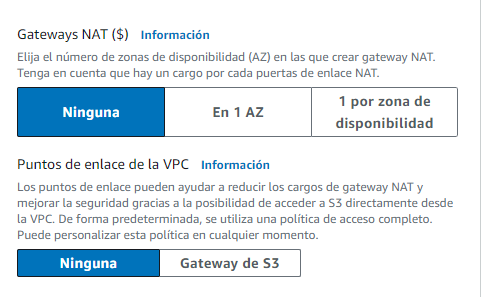 Gateways NAT ($) Información
Elija el número de zonas de disponibilidad (AZ) en las que crear gateway NAT.
Tenga en cuenta que hay un cargo por cada puertas de enlace NAT.
Ninguna
En 1 AZ
1 por zona de
disponibilidad
Puntos de enlace de la VPC Información
Los puntos de enlace pueden ayudar a reducir los cargos de gateway NAT y
mejorar la seguridad gracias a la posibilidad de acceder a S3 directamente desde
la VPC. De forma predeterminada, se utiliza una política de acceso completo.
Puede personalizar esta política en cualquier momento.
Ninguna
Gateway de S3